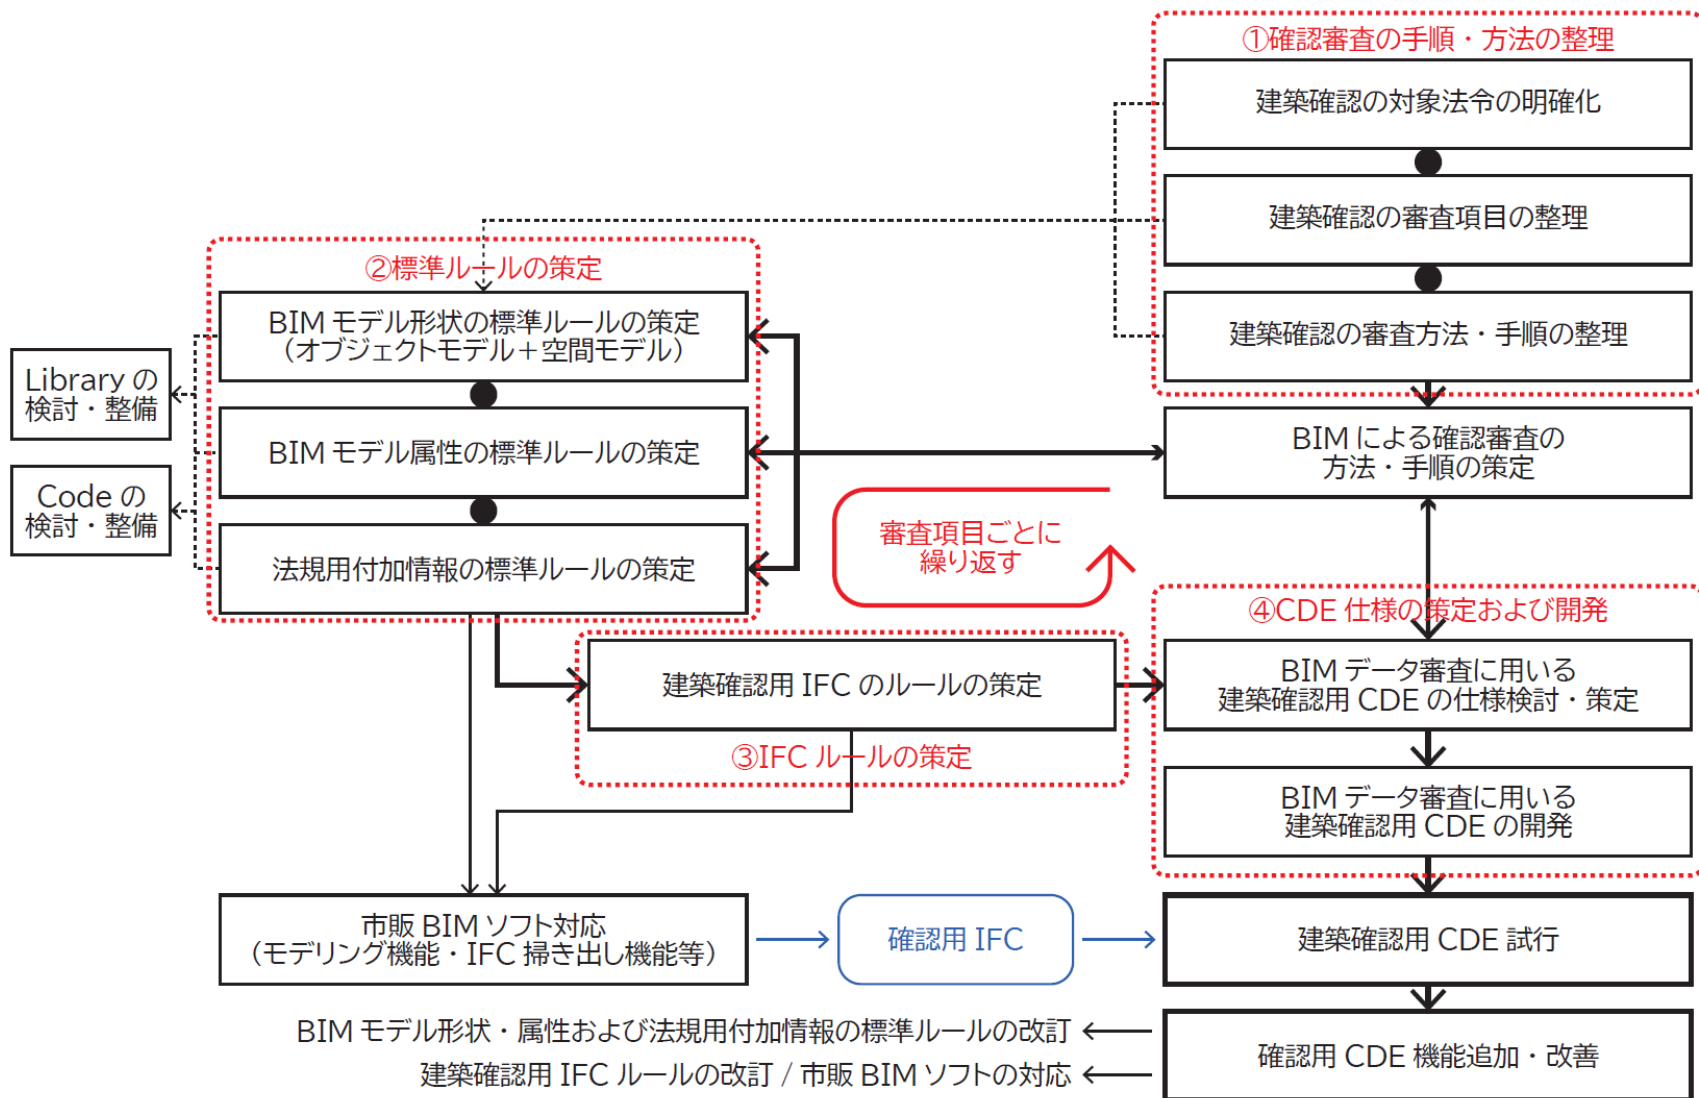 ①確認審査の手順・方法の整理
建築確認の対象法令の明確化
建築確認の審査項目の整理
建築確認の審査方法・手順の整理
②標準ルールの策定
BIM モデル形状の標準ルールの策定
（オブジェクトモデル＋空間モデル）
BIM モデル属性の標準ルールの策定
法規用付加情報の標準ルールの策定
Library の
検討・整備
Code の
検討・整備
BIM による確認審査の
方法・手順の策定
審査項目ごとに
繰り返す
④CDE 仕様の策定および開発
BIM データ審査に用いる
建築確認用 CDE の仕様検討・策定
建築確認用 IFC のルールの策定
③IFC ルールの策定
BIM データ審査に用いる
建築確認用 CDE の開発
市販 BIM ソフト対応
（モデリング機能・IFC 掃き出し機能等）
確認用 IFC
建築確認用 CDE 試行
BIM モデル形状・属性および法規用付加情報の標準ルールの改訂
建築確認用 IFC ルールの改訂 / 市販 BIM ソフトの対応
確認用 CDE 機能追加・改善